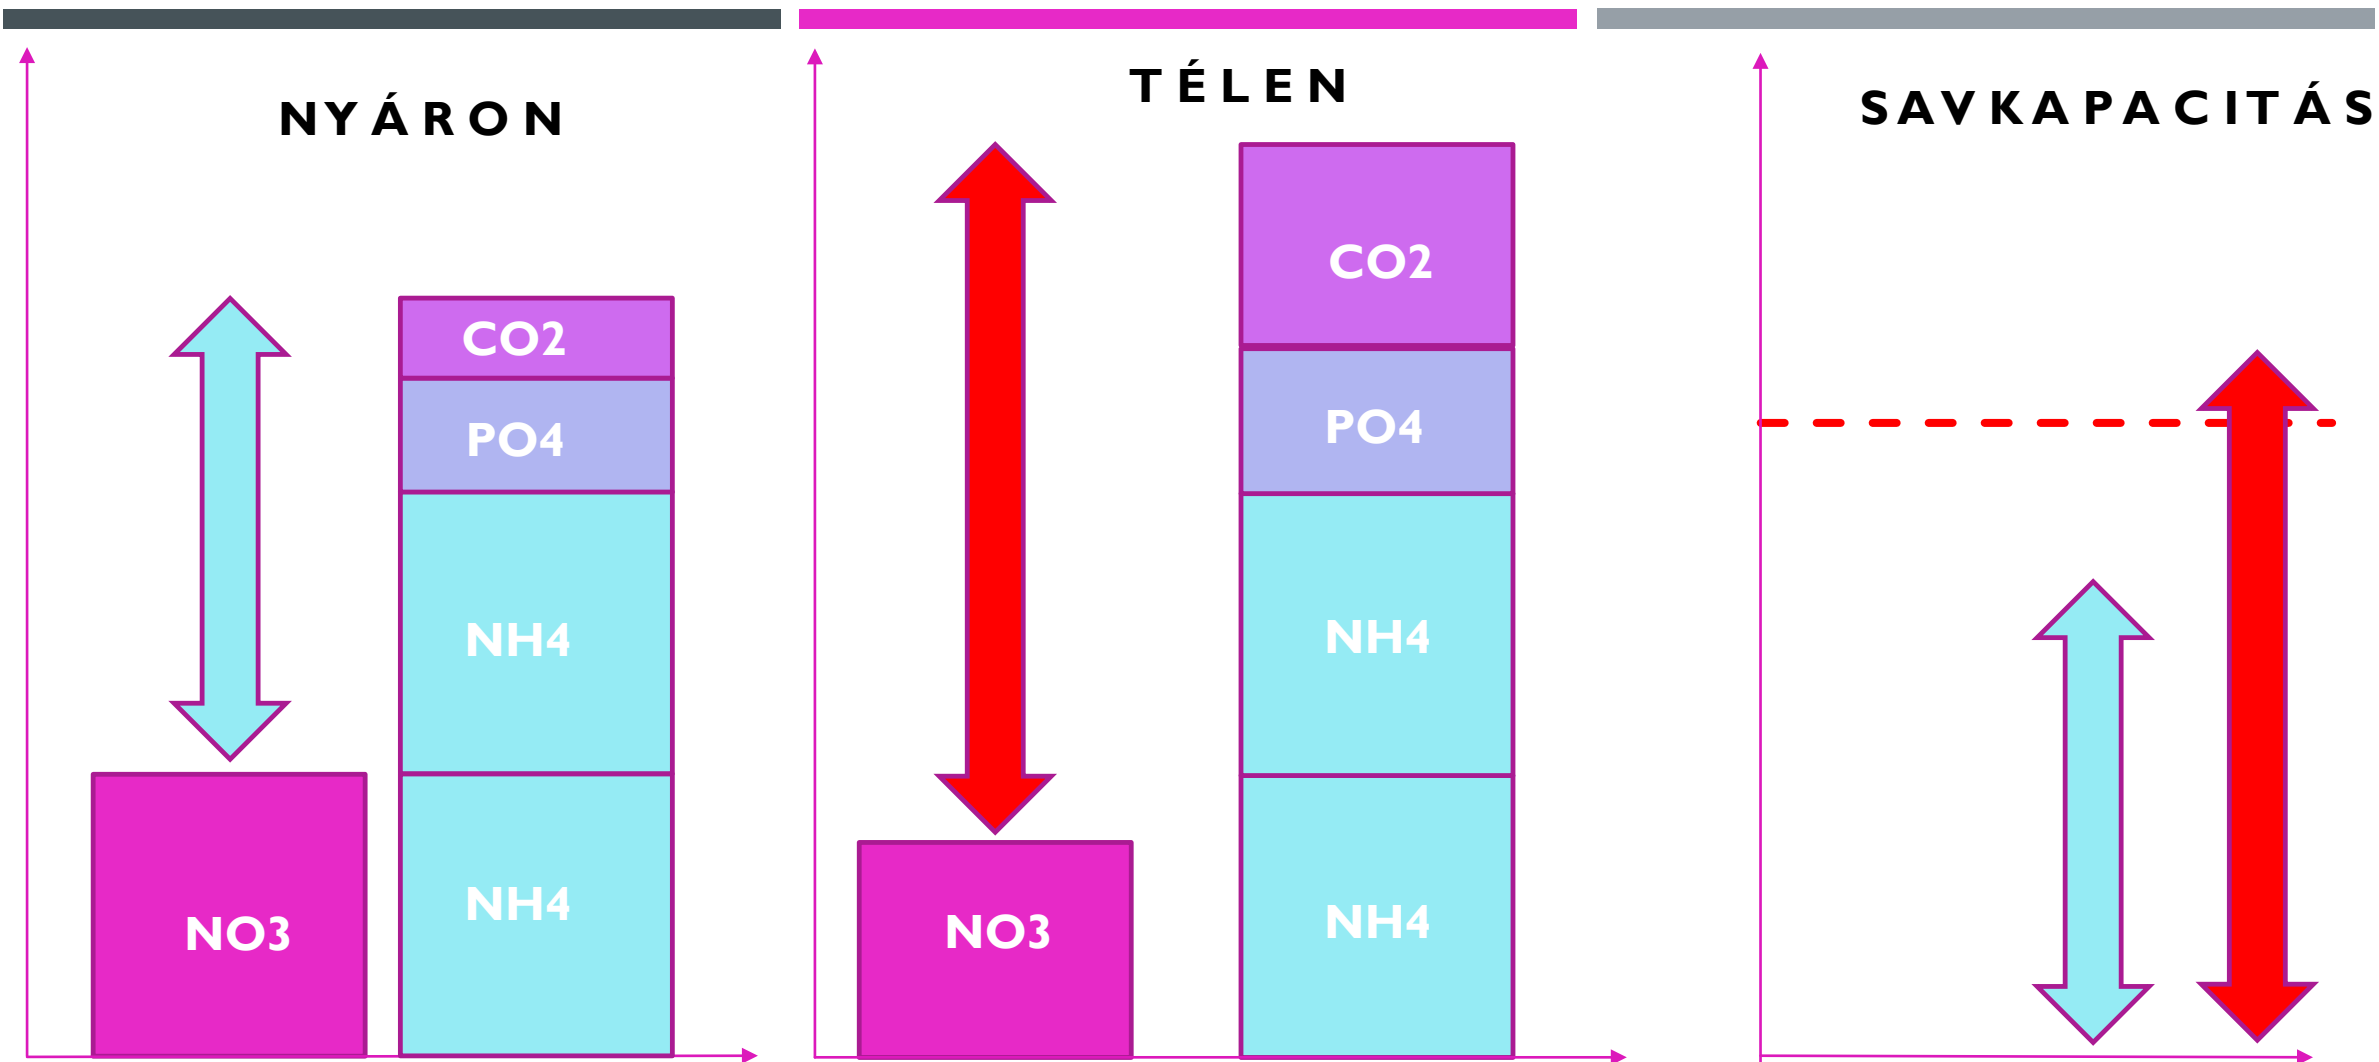 NYÁRON
CO2
PO4
NH4
NH4
NO3
TÉLEN
CO2
PO4
NH4
NH4
NO3
SAVKAPACITÁS